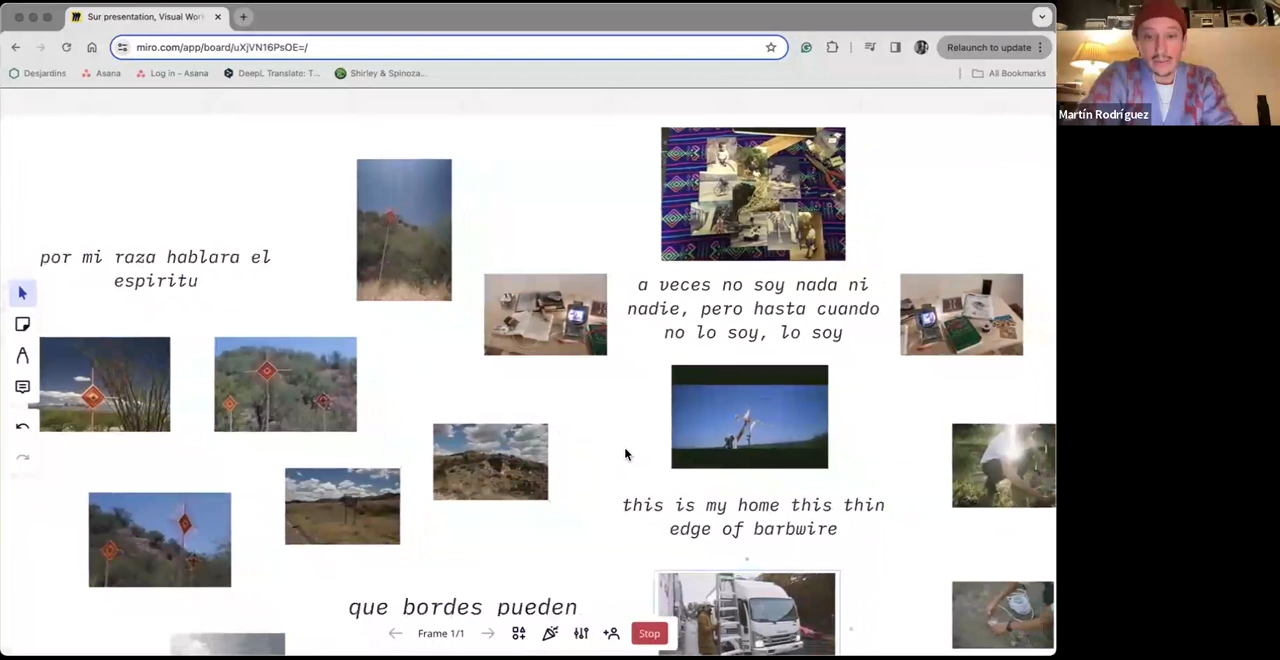 Sur presentation, Visual Wor
miro.com/app/board/uXjVN16PsOE=/
Relaunch to update
Desjardins
Asana
Log in - Asana
DeepL Translate: T...
Shirley & Spinoza...
All Bookmarks
Martín Rodríguez
por mi raza hablara el
espiritu
a veces no soy nada ni
nadie, pero hasta cuando
no lo soy, lo soy
this is my home this thin
edge of barbwire
que bordes pueden
Frame 1/1
Stop